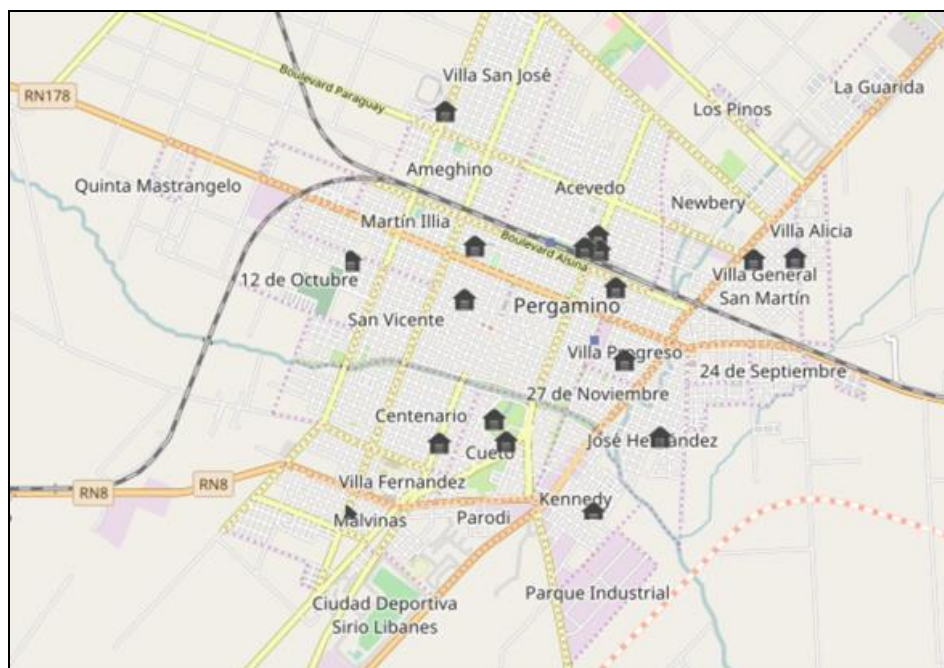 Villa San José
La Guarida
Boulevard Paraguay
RN178
Los Pinos
Ameghino
Quinta Mastrangelo
Acevedo
Newbery
Martín Illia
Villa Alicia
Boulevard Alsina
12 de Octubre
Villa General
San Martín
Pergamino
San Vicente
Villa Progreso
24 de Septiembre
27 de Noviembre
Centenario
José Hernández
Cueto
RN8
RN8
Villa Fernandez
Kennedy
Malvinas
Parodi
Parque Industrial
Ciudad Deportiva
Sirio Libanes